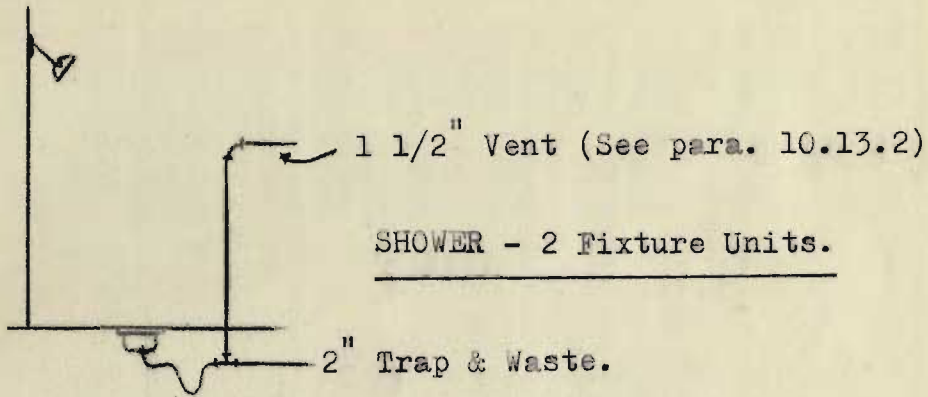 1 1/2" Vent (See para. 10.13.2)
SHOWER - 2 Fixture Units.
2" Trap & Waste.